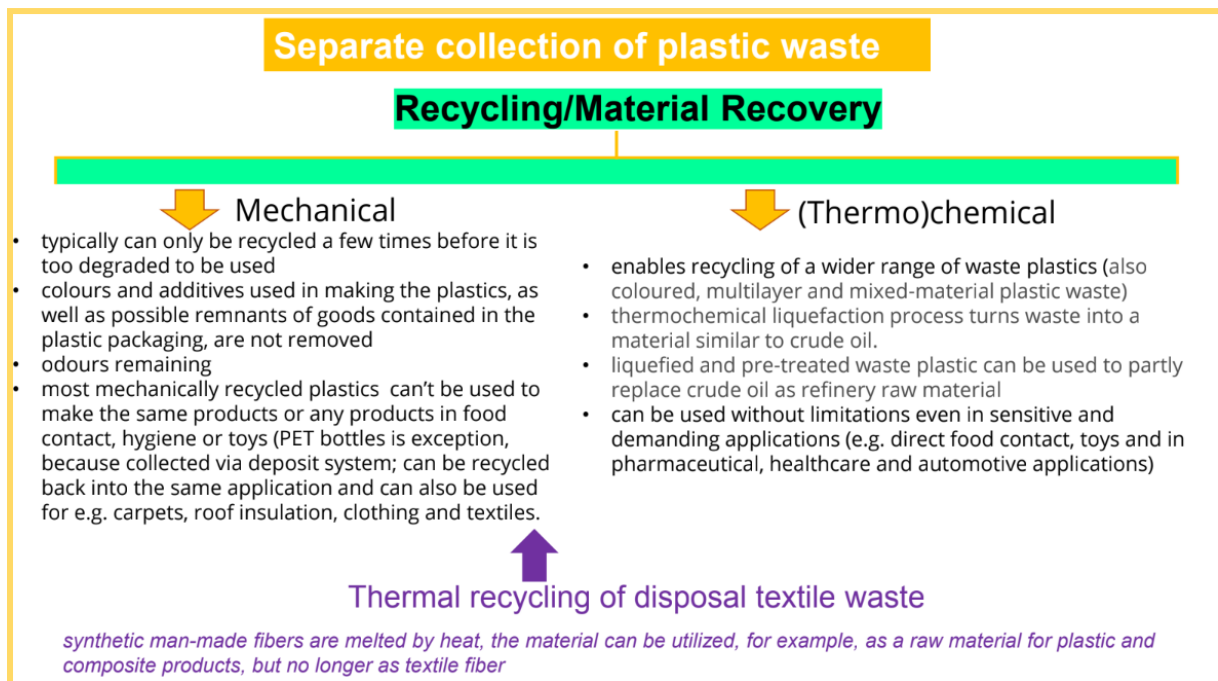 Separate collection of plastic waste
Recycling/Material Recovery
Mechanical
• typically can only be recycled a few times before it is
too degraded to be used
• colours and additives used in making the plastics, as
well as possible remnants of goods contained in the
plastic packaging, are not removed
• odours remaining
• most mechanically recycled plastics can’t be used to
make the same products or any products in food
contact, hygiene or toys (PET bottles is exception,
because collected via deposit system; can be recycled
back into the same application and can also be used
for e.g. carpets, roof insulation, clothing and textiles.
(Thermo)chemical
• enables recycling of a wider range of waste plastics (also
coloured, multilayer and mixed-material plastic waste)
• thermochemical liquefaction process turns waste into a
material similar to crude oil.
• liquefied and pre-treated waste plastic can be used to partly
replace crude oil as refinery raw material
• can be used without limitations even in sensitive and
demanding applications (e.g. direct food contact, toys and in
pharmaceutical, healthcare and automotive applications)
Thermal recycling of disposal textile waste
synthetic man-made fibers are melted by heat, the material can be utilized, for example, as a raw material for plastic and
composite products, but no longer as textile fiber